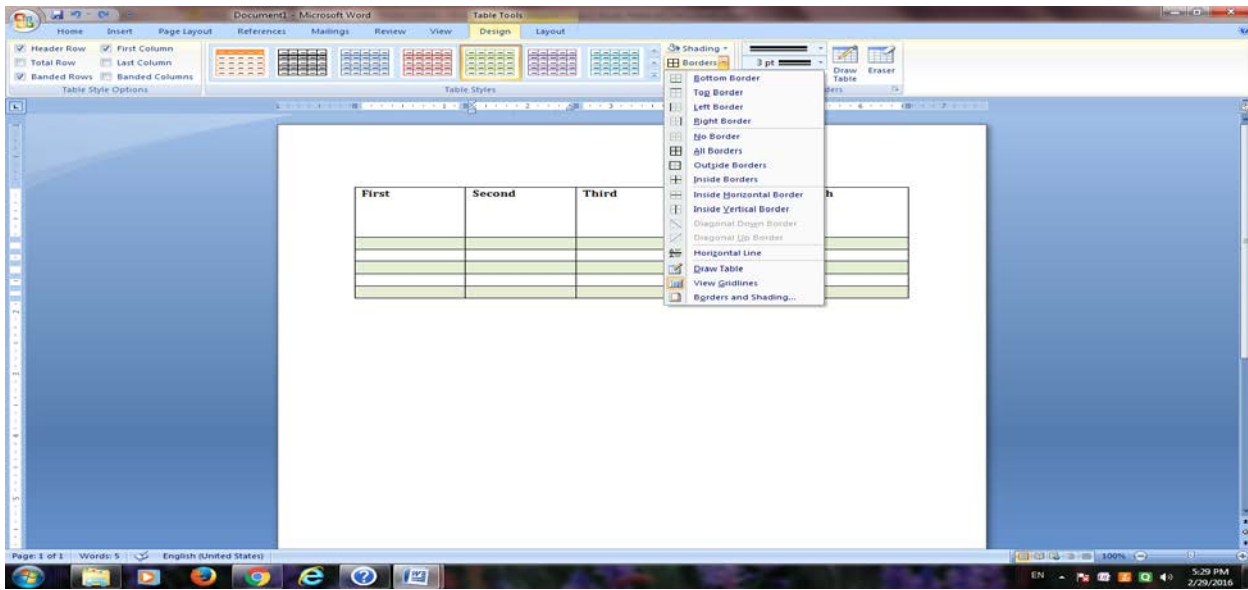 Document1 - Microsoft Word Table Tools
Home Insert Page Layout References Mailings Review View Design Layout
Header Row First Column
Total Row Last Column
Banded Rows Banded Columns
Table Style Options
Table Styles
Shading
Borders
3 pt
Draw Table
Eraser
Bottom Border
Top Border
Left Border
Right Border
No Border
All Borders
Outside Borders
Inside Borders
Inside Horizontal Border
Inside Vertical Border
Diagonal Down Border
Diagonal Up Border
Horizontal Line
Draw Table
View Gridlines
Borders and Shading...
First Second Third
Page: 1 of 1 Words: 5 English (United States) 100%
EN 5:29 PM
2/29/2016